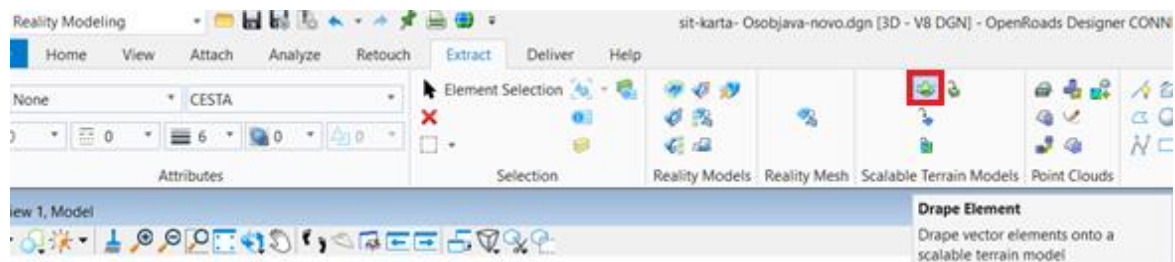 Reality Modeling
sit-karta- Osobjava-novo.dgn [3D - V8 DGN] - OpenRoads Designer CONN
Home View Attach Analyze Retouch Extract Deliver Help
None CESTA
Element Selection
0 6 0 0
Attributes Selection Reality Models Reality Mesh Scalable Terrain Models Point Clouds
View 1, Model
Drape Element
Drape vector elements onto a
scalable terrain model